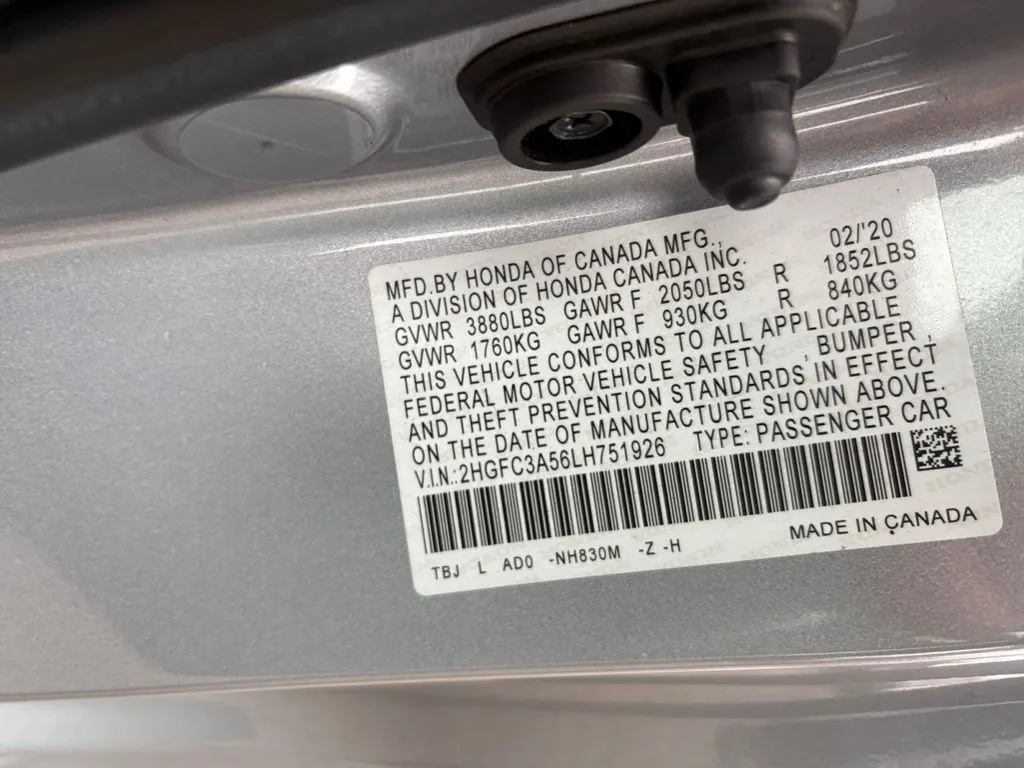 MFD.BY HONDA OF CANADA MFG., 02/'20
A DIVISION OF HONDA CANADA INC.
GVWR 3880LBS GAWR F 2050LBS R 1852LBS
GVWR 1760KG GAWR F 930KG R 840KG
THIS VEHICLE CONFORMS TO ALL APPLICABLE
FEDERAL MOTOR VEHICLE SAFETY , BUMPER ,
AND THEFT PREVENTION STANDARDS IN EFFECT
ON THE DATE OF MANUFACTURE SHOWN ABOVE.
V.I.N.:2HGFC3A56LH751926 TYPE: PASSENGER CAR
MADE IN CANADA
TBJ L AD0 -NH830M -Z -H